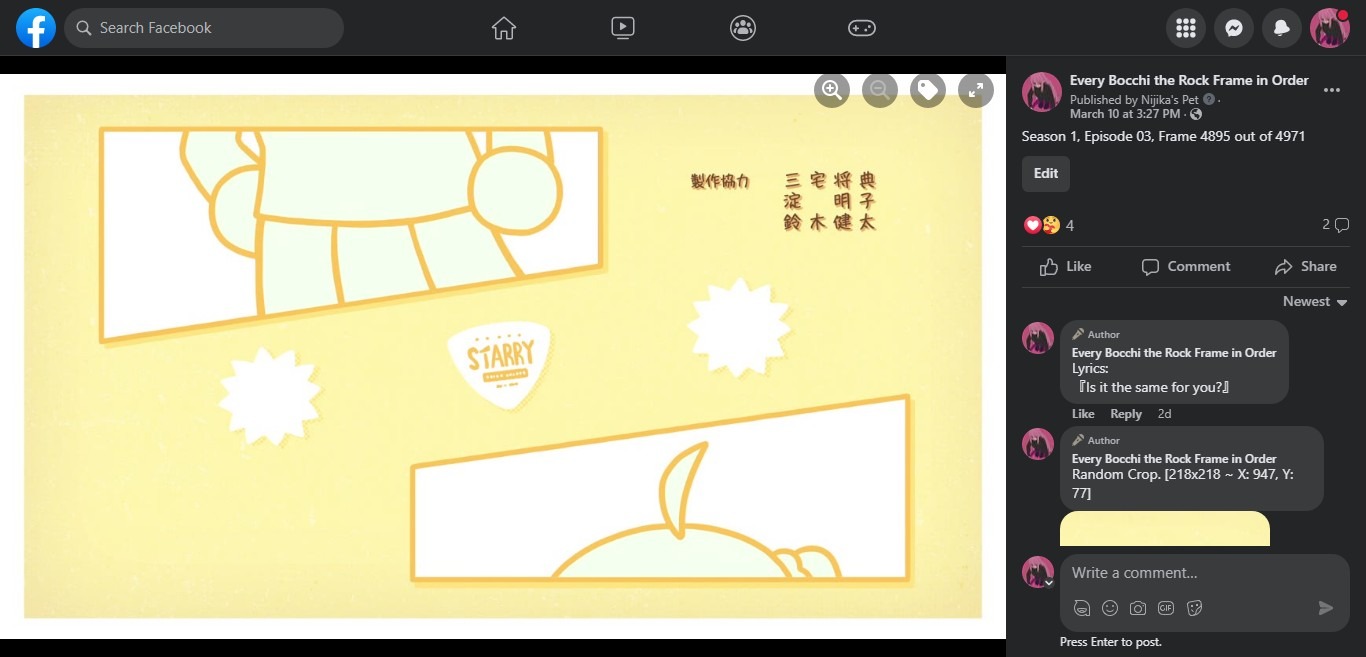 Search Facebook
製作協力
三宅将典
淀 明子
鈴木健太
STARRY
Every Bocchi the Rock Frame in Order
Published by Nijika's Pet ·
March 10 at 3:27 PM ·
Season 1, Episode 03, Frame 4895 out of 4971
Edit
4
2
Like
Comment
Share
Newest
Author
Every Bocchi the Rock Frame in Order
Lyrics:
『Is it the same for you?』
Like Reply 2d
Author
Every Bocchi the Rock Frame in Order
Random Crop. [218x218 ~ X: 947, Y:
77]
Write a comment...
GIF
Press Enter to post.